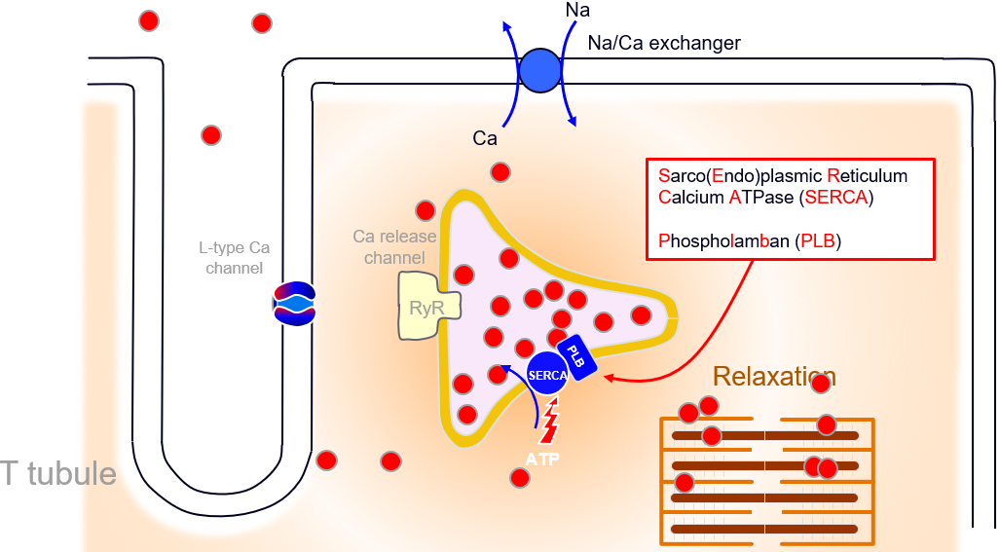 Na
Na/Ca exchanger
Ca
Sarco(Endo)plasmic Reticulum
Calcium ATPase (SERCA)
Phospholamban (PLB)
Ca release
channel
L-type Ca
channel
RyR
PLB
SERCA
Relaxation
ATP
T tubule